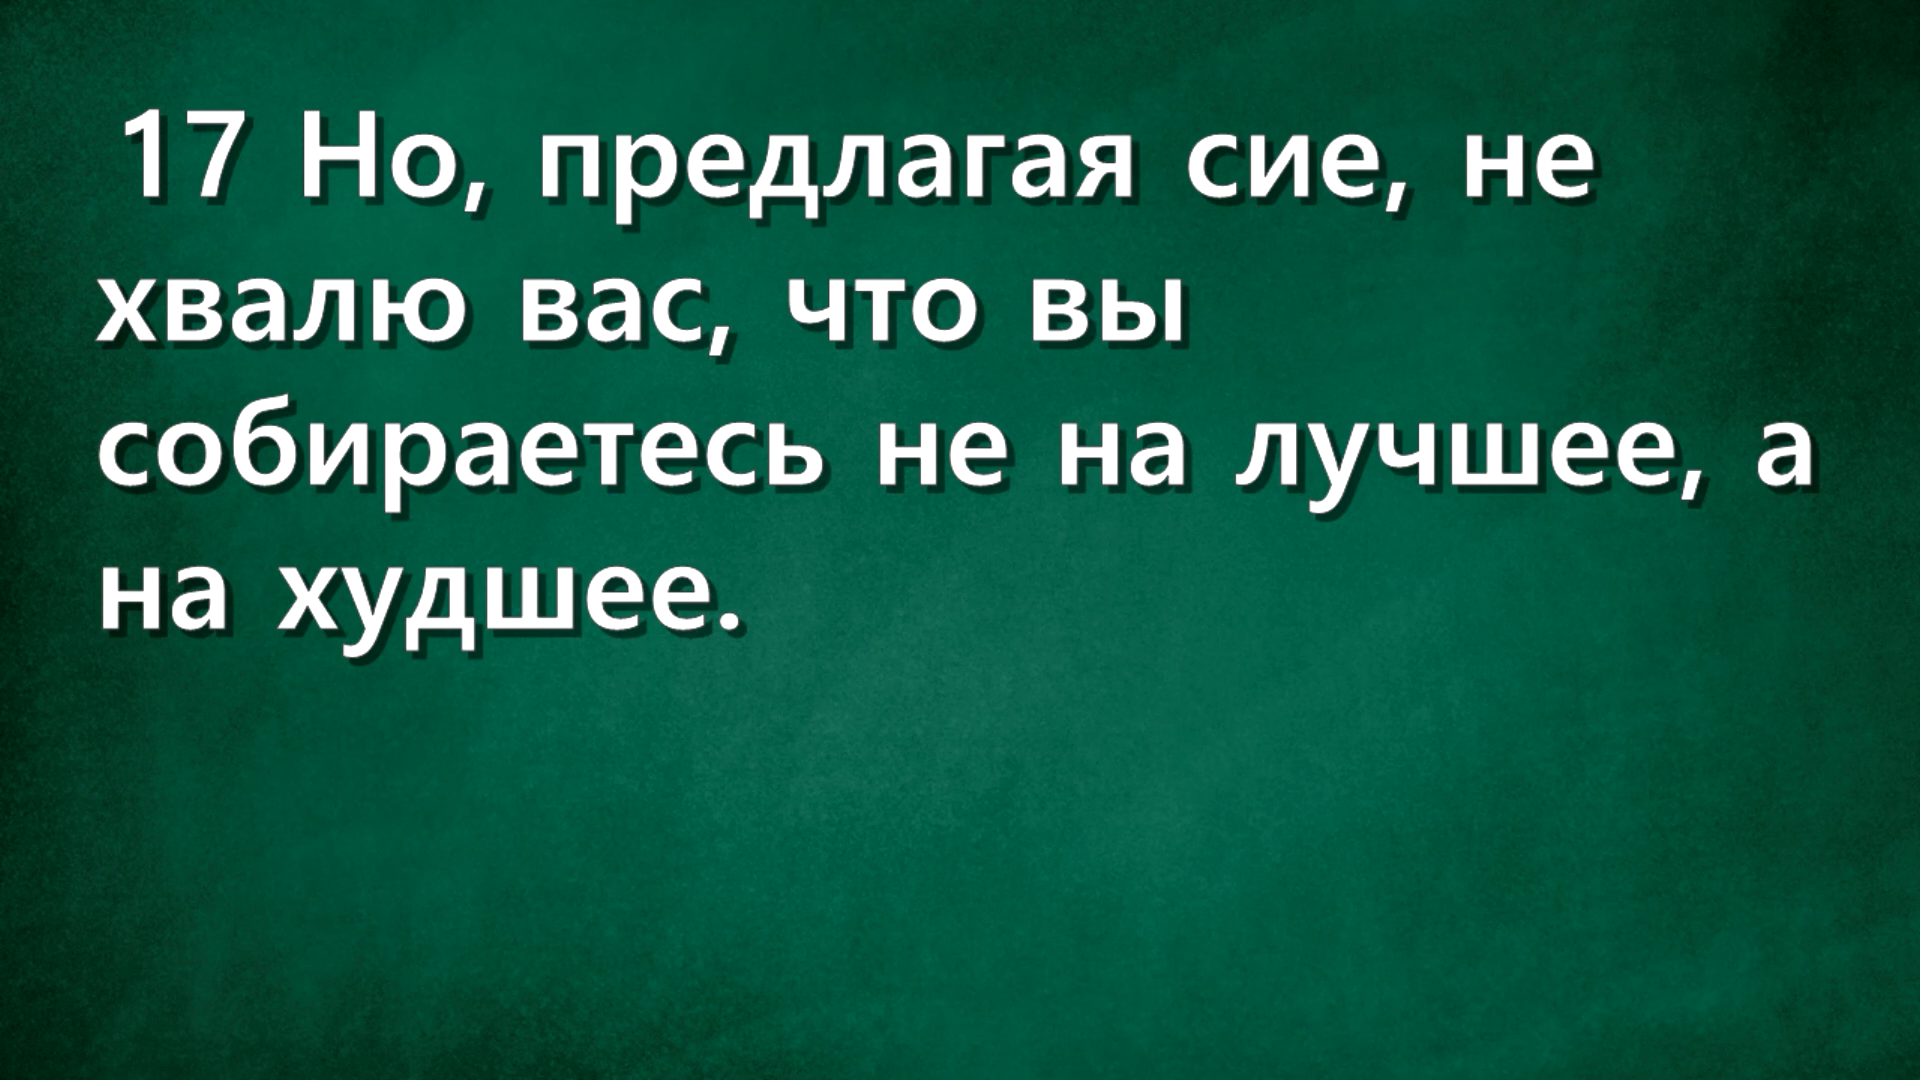 17 Но, предлагая сие, не
хвалю вас, что вы
собираетесь не на лучшее, а
на худшее.